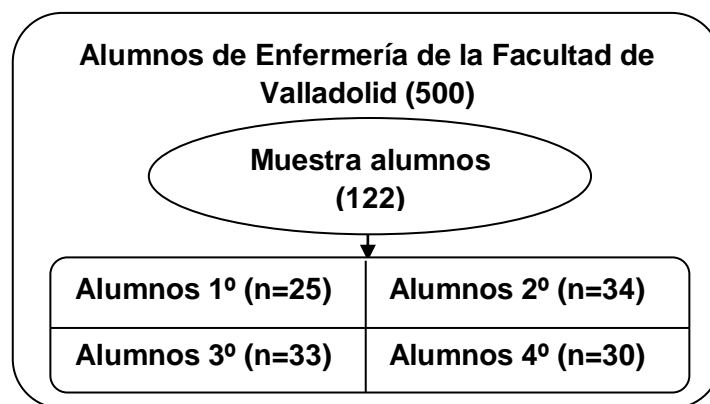 Alumnos de Enfermería de la Facultad de
Valladolid (500)
Muestra alumnos
(122)
Alumnos 1º (n=25)
Alumnos 2º (n=34)
Alumnos 3º (n=33)
Alumnos 4º (n=30)